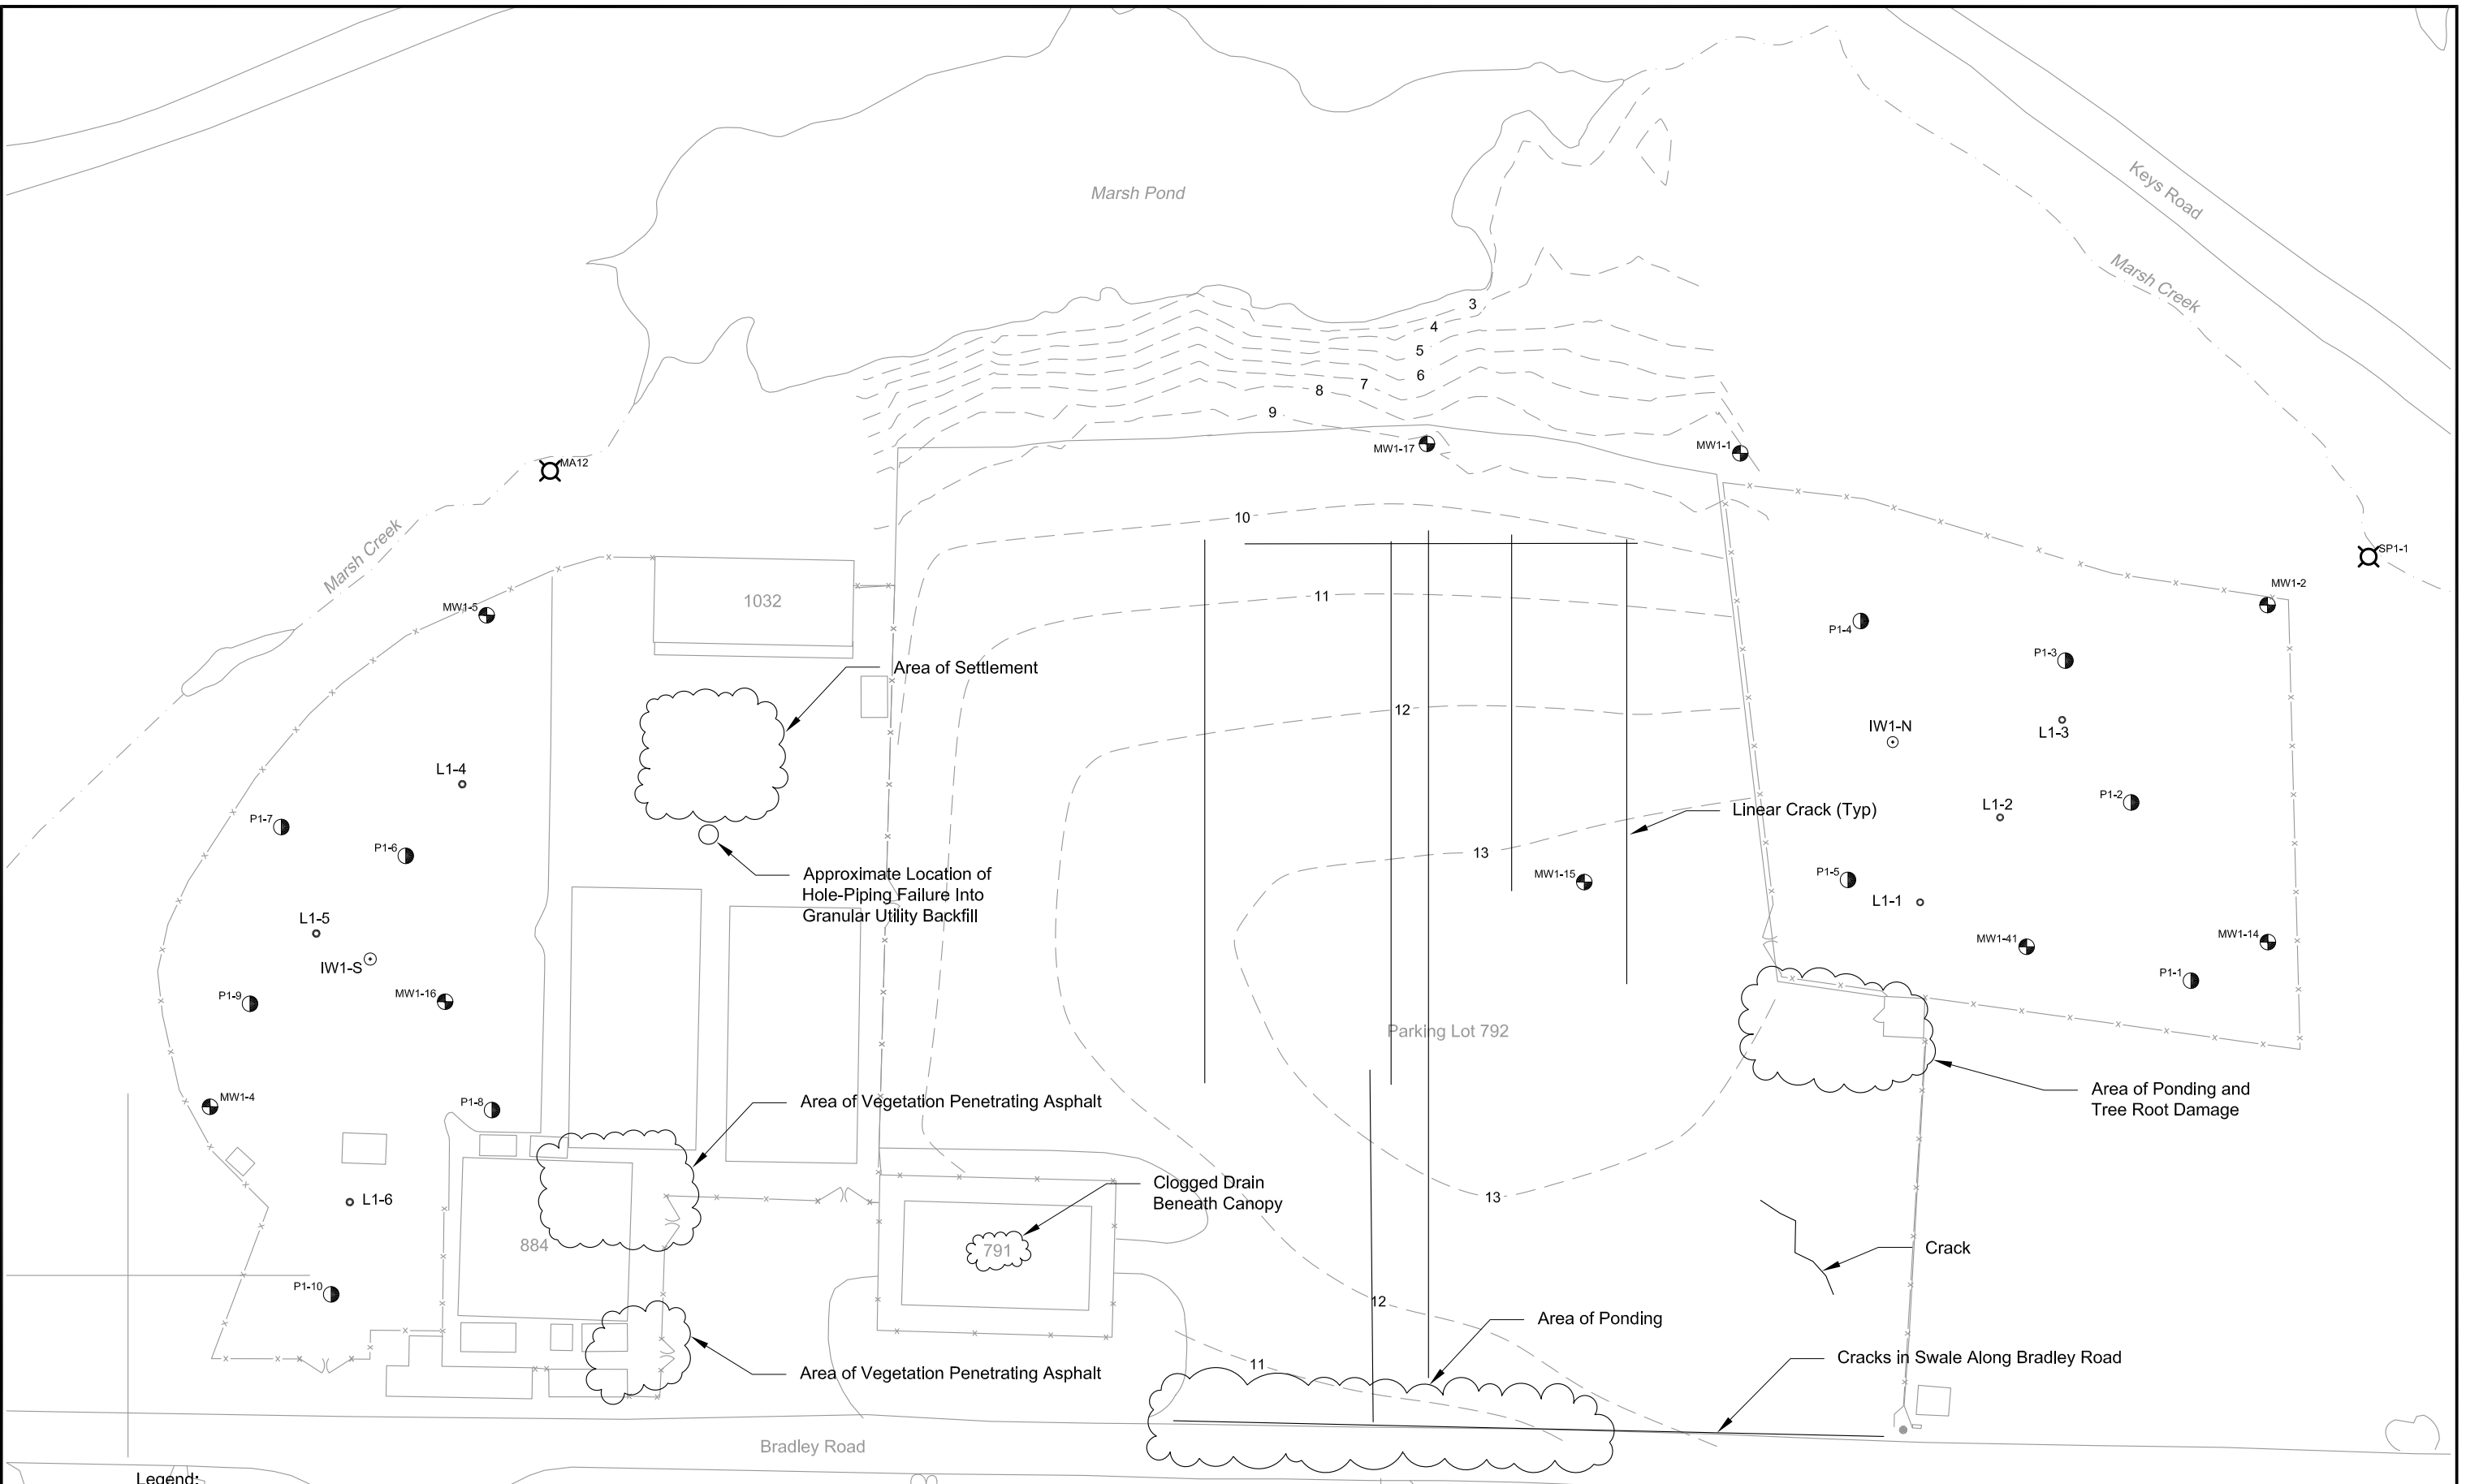 Keys Road
Marsh Pond
Marsh Creek
3
4
5
6
7
8
9
MW1-17
MW1-1
MA12
10
Marsh Creek
SP1-1
MW1-2
1032
11
MW1-5
P1-4
P1-3
Area of Settlement
12
IW1-N
L1-3
L1-4
P1-2
L1-2
Linear Crack (Typ)
P1-7
P1-6
13
Approximate Location of
Hole-Piping Failure Into
Granular Utility Backfill
MW1-15
P1-5
L1-1
L1-5
MW1-14
MW1-41
IW1-S
P1-1
P1-9
MW1-16
Parking Lot 792
Area of Ponding and
Tree Root Damage
MW1-4
P1-8
Area of Vegetation Penetrating Asphalt
Clogged Drain
Beneath Canopy
L1-6
13
884
791
Crack
P1-10
12
Area of Ponding
11
Cracks in Swale Along Bradley Road
Area of Vegetation Penetrating Asphalt
Bradley Road
Legend: